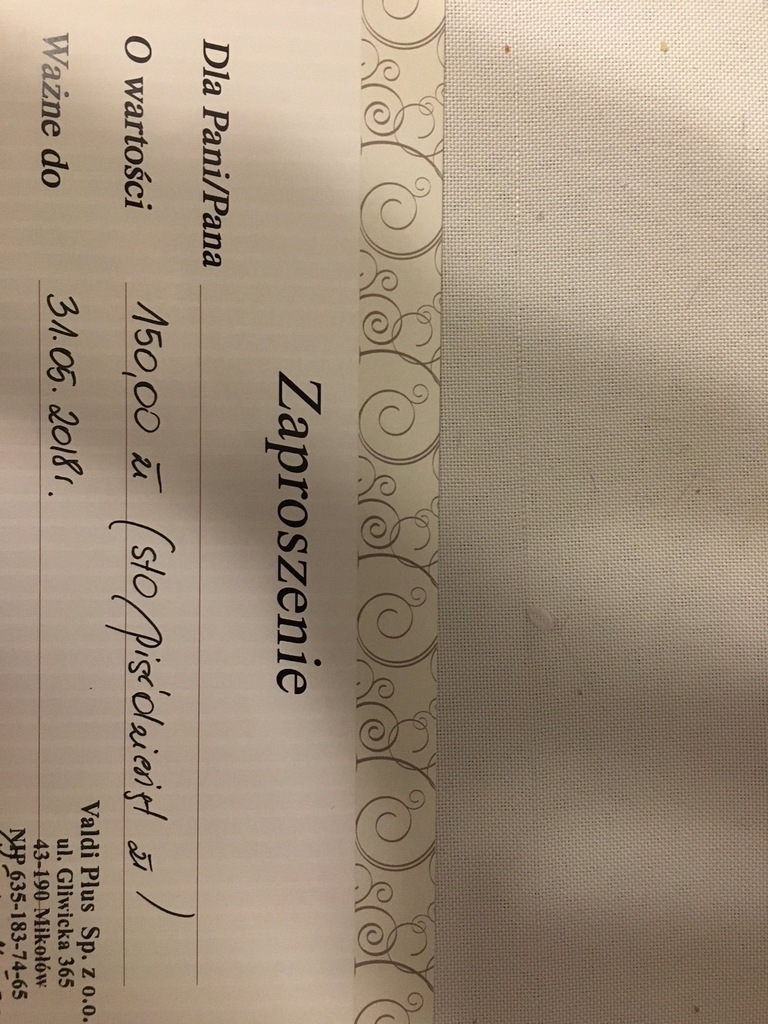 Zaproszenie
Dla Pani/Pana
O wartości 150,00 zł (sto pięćdziesiąt zł)
Ważne do 31.05.2018r.
Valdi Plus Sp. z o.o.
ul. Gliwicka 365
43-190 Mikołów
NIP 635-183-74-65